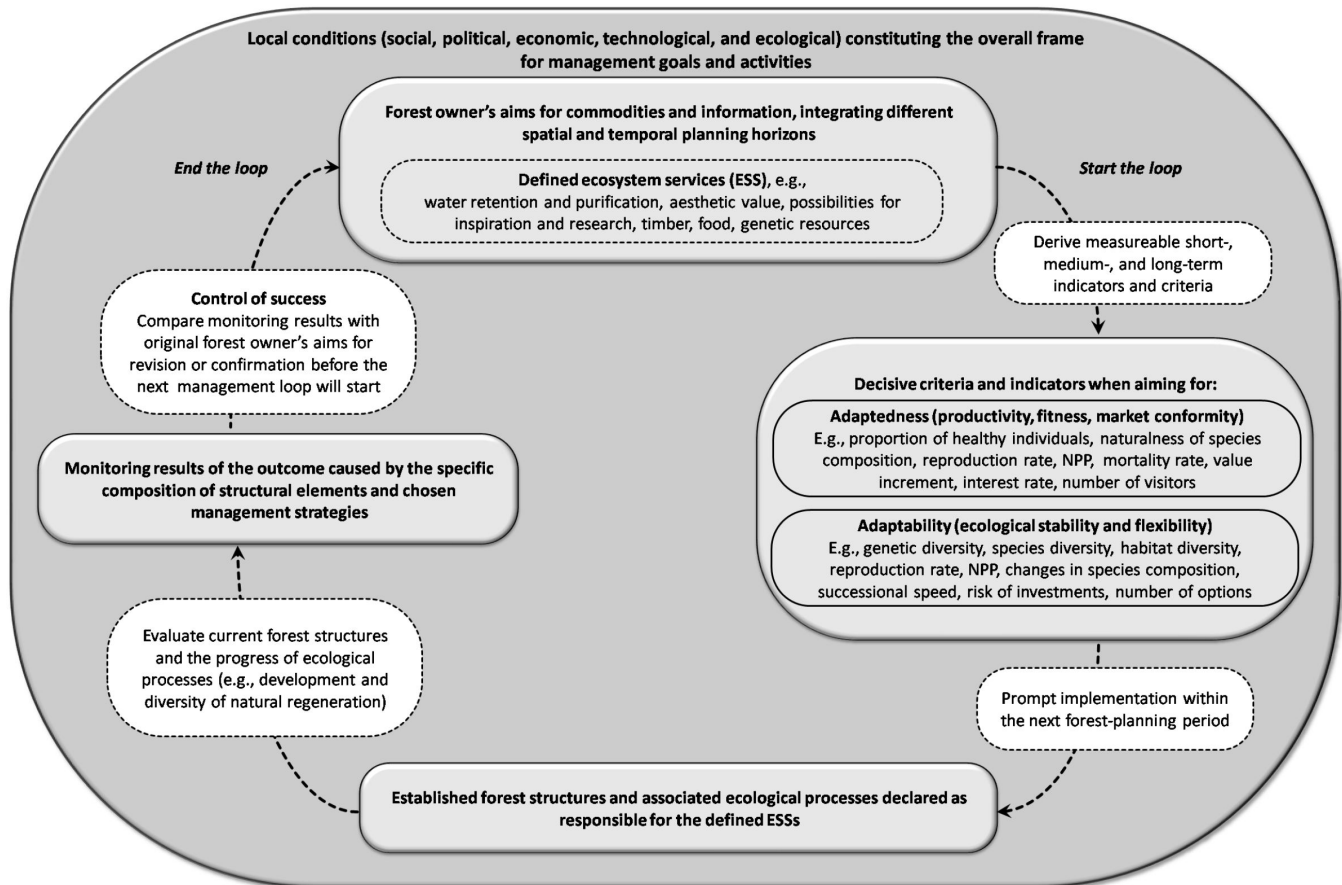 Local conditions (social, political, economic, technological, and ecological) constituting the overall frame
for management goals and activities
Forest owner’s aims for commodities and information, integrating different
spatial and temporal planning horizons
Defined ecosystem services (ESS), e.g.,
water retention and purification, aesthetic value, possibilities for
inspiration and research, timber, food, genetic resources
End the loop
Start the loop
Derive measureable short-,
medium-, and long-term
indicators and criteria
Decisive criteria and indicators when aiming for:
Adaptedness (productivity, fitness, market conformity)
E.g., proportion of healthy individuals, naturalness of species
composition, reproduction rate, NPP, mortality rate, value
increment, interest rate, number of visitors
Adaptability (ecological stability and flexibility)
E.g., genetic diversity, species diversity, habitat diversity,
reproduction rate, NPP, changes in species composition,
successional speed, risk of investments, number of options
Prompt implementation within
the next forest-planning period
Established forest structures and associated ecological processes declared as
responsible for the defined ESSs
Evaluate current forest structures
and the progress of ecological
processes (e.g., development and
diversity of natural regeneration)
Monitoring results of the outcome caused by the specific
composition of structural elements and chosen
management strategies
Control of success
Compare monitoring results with
original forest owner’s aims for
revision or confirmation before the
next management loop will start